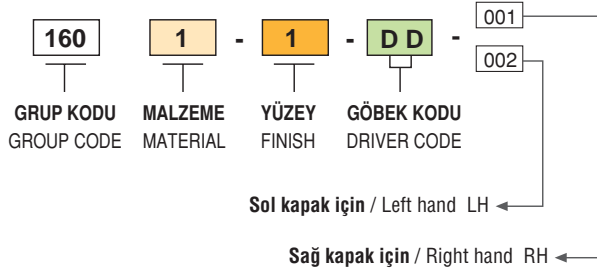 001
160 1 - 1 - D D -
002
GRUP KODU MALZEME YÜZEY GÖBEK KODU
GROUP CODE MATERIAL FINISH DRIVER CODE
Sol kapak için / Left hand LH
Sağ kapak için / Right hand RH